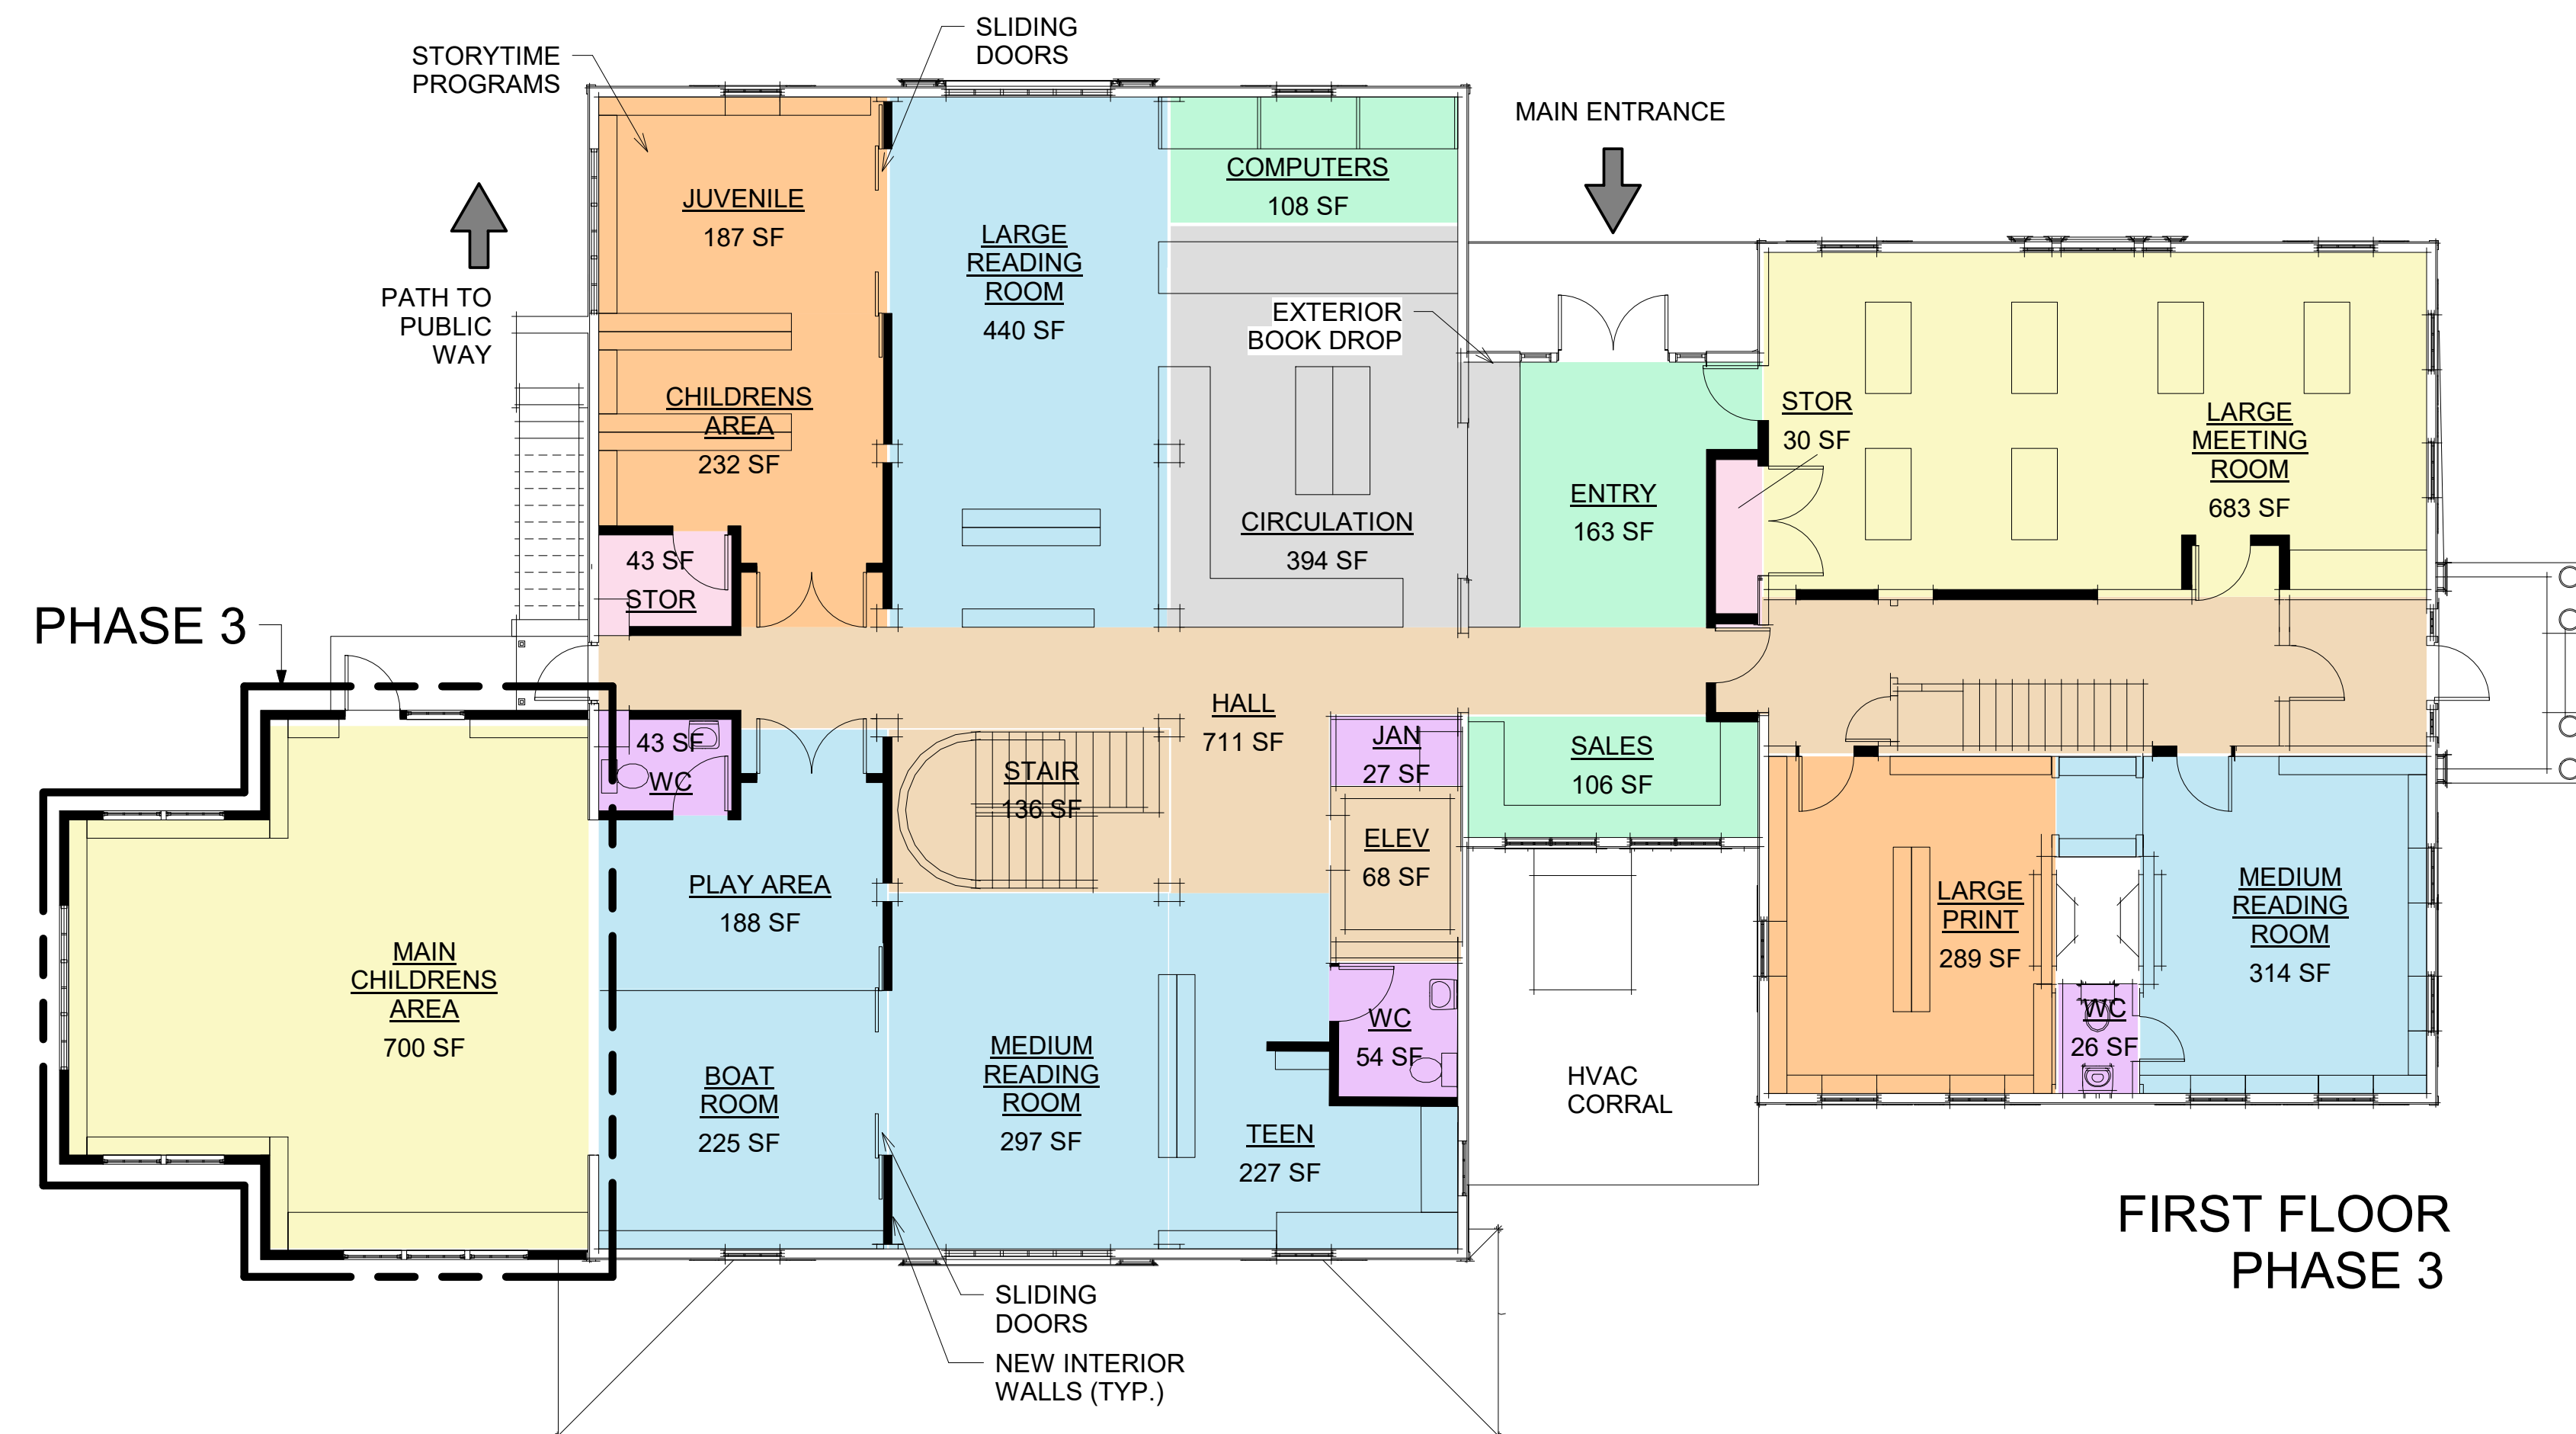 SLIDING
DOORS
STORYTIME
PROGRAMS
MAIN ENTRANCE
COMPUTERS
108 SF
JUVENILE
187 SF
LARGE
READING
ROOM
440 SF
PATH TO
PUBLIC
WAY
EXTERIOR
BOOK DROP
CHILDRENS
AREA
232 SF
STOR
30 SF
LARGE
MEETING
ROOM
683 SF
ENTRY
163 SF
CIRCULATION
394 SF
43 SF
STOR
PHASE 3
HALL
711 SF
43 SF
WC
JAN
27 SF
SALES
106 SF
STAIR
136 SF
ELEV
68 SF
PLAY AREA
188 SF
LARGE
PRINT
289 SF
MEDIUM
READING
ROOM
314 SF
MAIN
CHILDRENS
AREA
700 SF
WC
54 SF
WC
26 SF
MEDIUM
READING
ROOM
297 SF
BOAT
ROOM
225 SF
HVAC
CORRAL
TEEN
227 SF
FIRST FLOOR
PHASE 3
SLIDING
DOORS
NEW INTERIOR
WALLS (TYP.)